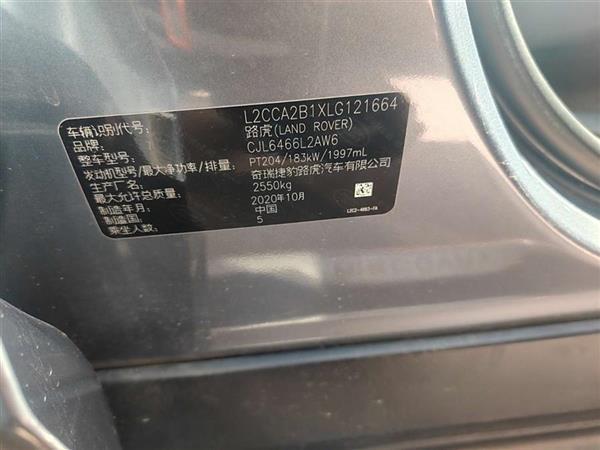 车辆识别代号: L2CCA2B1XLG121664
品牌: 路虎(LAND ROVER)
整车型号: CJL6466L2AW6
发动机型号/最大净功率/排量: PT204/183kW/1997mL
生产厂名: 奇瑞捷豹路虎汽车有限公司
最大允许总质量: 2550kg
制造年月: 2020年10月
制造国: 中国
乘坐人数: 5